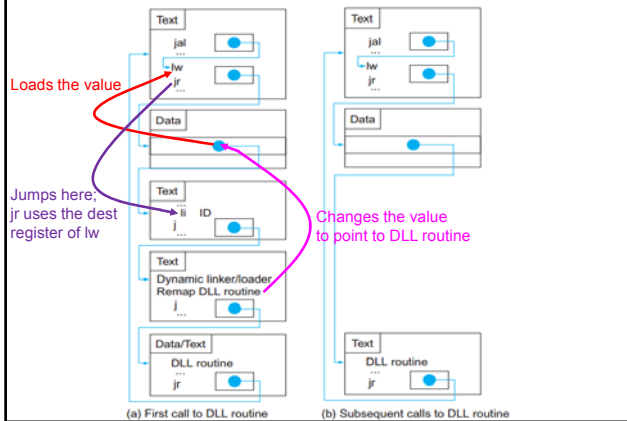 Text
jal
...
lw
jr
...
Loads the value
Data
Jumps here;
jr uses the dest
register of lw
Text
...
li ID
j
...
Text
Dynamic linker/loader
Remap DLL routine
j
...
Data/Text
DLL routine
...
jr
(a) First call to DLL routine
Changes the value
to point to DLL routine
Text
jal
...
lw
jr
...
Data
Text
DLL routine
...
jr
(b) Subsequent calls to DLL routine